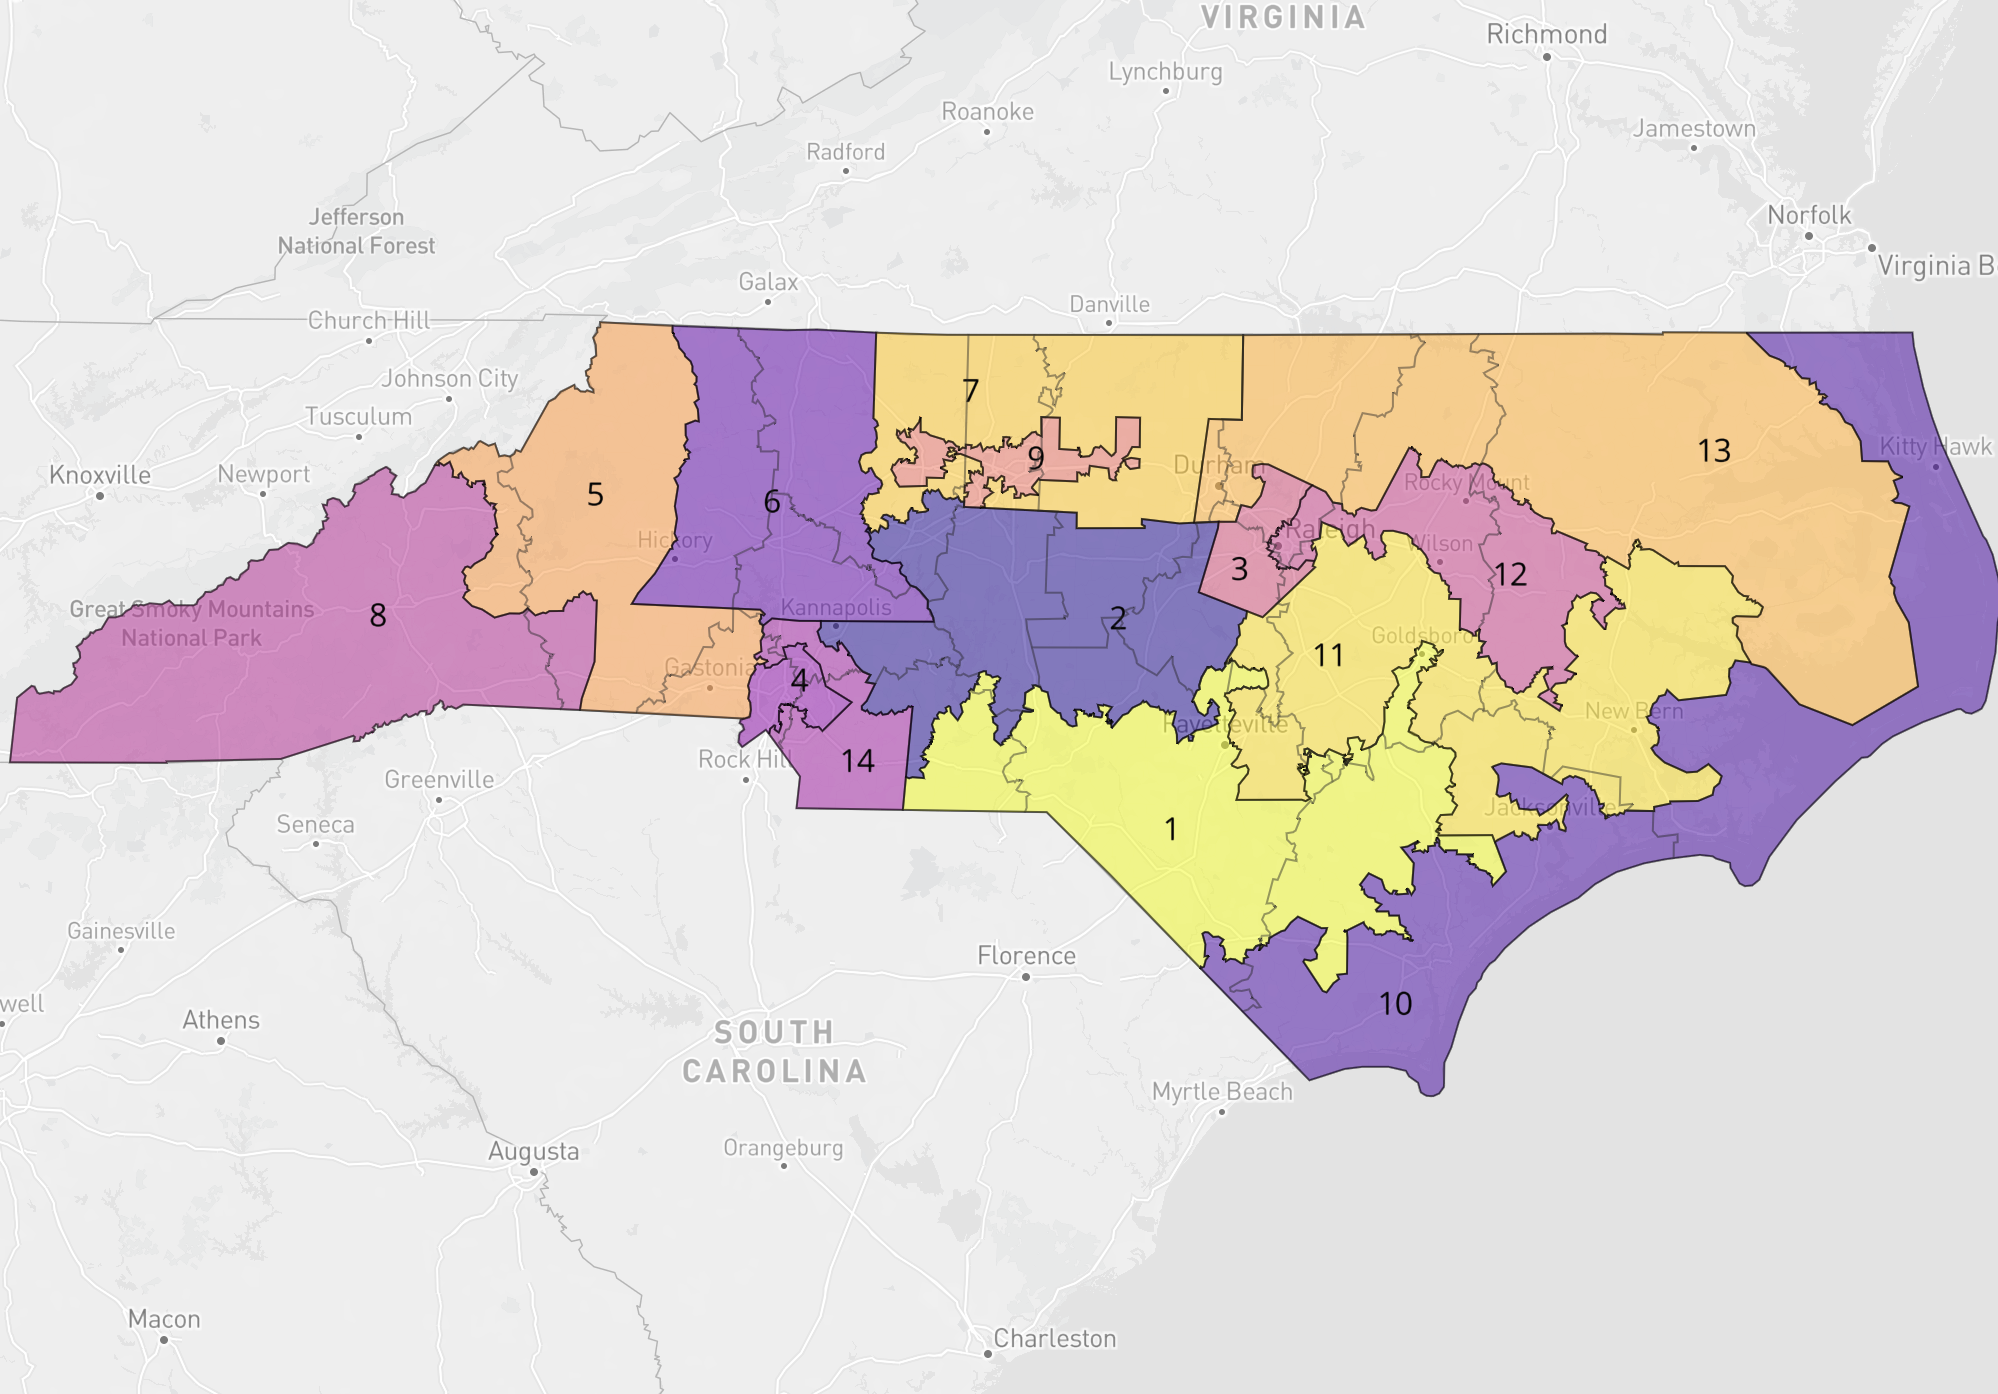 VIRGINIA
Richmond
Lynchburg
Roanoke
Jamestown
Radford
Jefferson
National Forest
Norfolk
Virginia B
Galax
Danville
Church Hill
Johnson City
Tusculum
7
Kitty Hawk
13
Knoxville
Newport
9
Durham
Rocky Mount
5
6
Raleigh
Hickory
Wilson
3
12
Great Smoky Mountains
National Park
8
Kannapolis
2
Goldsboro
11
Gastonia
4
New Bern
Fayetteville
Rock Hill
14
Greenville
Jacksonville
Seneca
1
Gainesville
Florence
well
10
Athens
SOUTH
CAROLINA
Myrtle Beach
Augusta
Orangeburg
Macon
Charleston